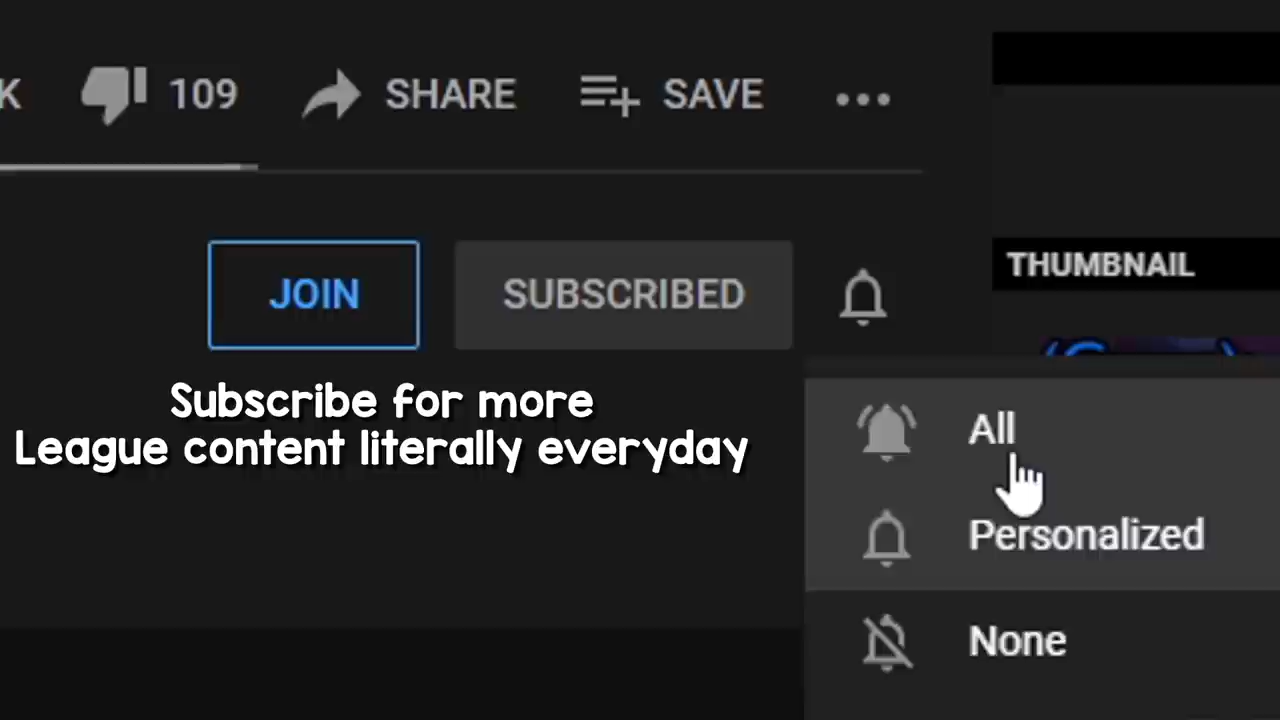 K 109 SHARE SAVE
THUMBNAIL
JOIN SUBSCRIBED
Subscribe for more
League content literally everyday
All
Personalized
None